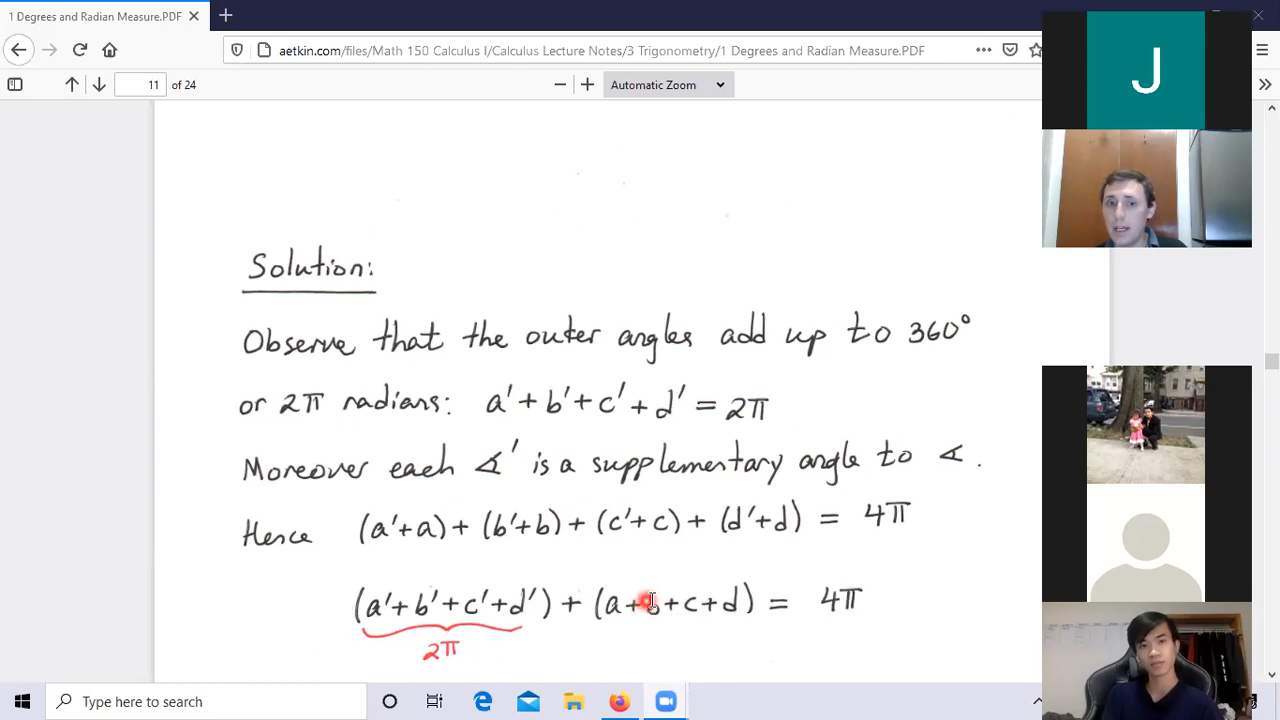 1 Degrees and Radian Measure.PDF
aetkin.com/files/Math 150 Calculus I/Calculus Lecture Notes/3 Trigonometry/1 Degrees and Radian Measure.PDF
11 of 24
Automatic Zoom
J
Solution:
Observe that the outer angles add up to 360°
or 2π radians: a' + b' + c' + d' = 2π
Moreover each ∢' is a supplementary angle to ∢.
Hence (a'+a) + (b'+b) + (c'+c) + (d'+d) = 4π
(a'+b'+c'+d') + (a+b+c+d) = 4π
2π
Type here to search